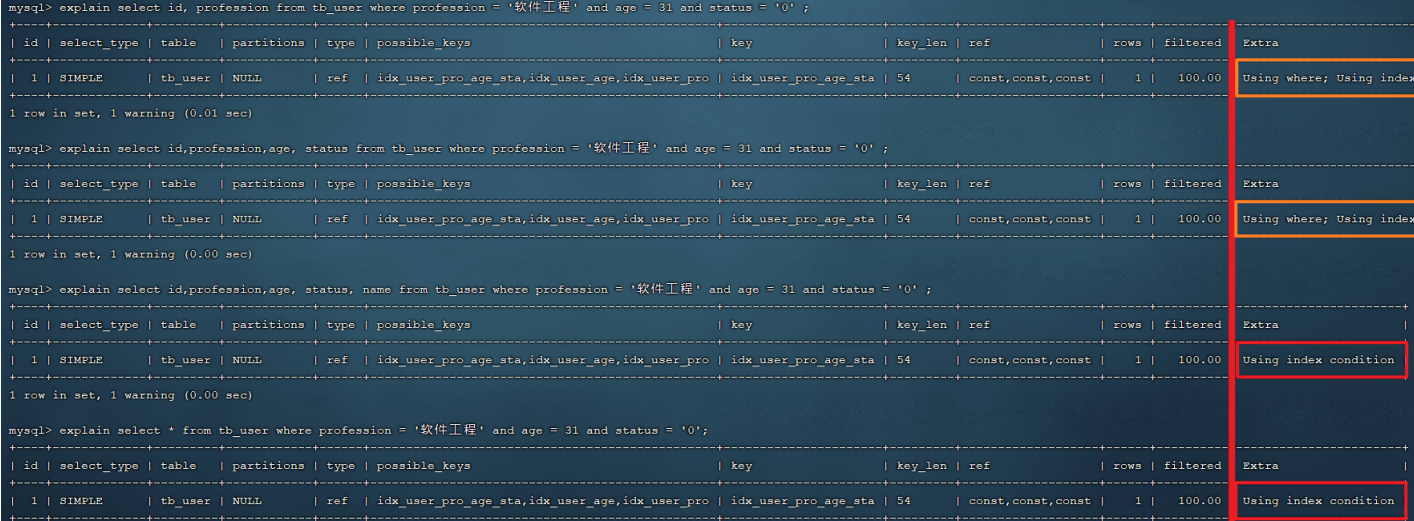 mysql> explain select id, profession from tb_user where profession = '软件工程' and age = 31 and status = '0' ;
| id | select_type | table | partitions | type | possible_keys | key | key_len | ref | rows | filtered | Extra
| 1 | SIMPLE | tb_user | NULL | ref | idx_user_pro_age_sta,idx_user_age,idx_user_pro | idx_user_pro_age_sta | 54 | const,const,const | 1 | 100.00 | Using where; Using index
1 row in set, 1 warning (0.01 sec)
mysql> explain select id,profession,age, status from tb_user where profession = '软件工程' and age = 31 and status = '0' ;
| id | select_type | table | partitions | type | possible_keys | key | key_len | ref | rows | filtered | Extra
| 1 | SIMPLE | tb_user | NULL | ref | idx_user_pro_age_sta,idx_user_age,idx_user_pro | idx_user_pro_age_sta | 54 | const,const,const | 1 | 100.00 | Using where; Using index
1 row in set, 1 warning (0.00 sec)
mysql> explain select id,profession,age, status, name from tb_user where profession = '软件工程' and age = 31 and status = '0' ;
| id | select_type | table | partitions | type | possible_keys | key | key_len | ref | rows | filtered | Extra |
| 1 | SIMPLE | tb_user | NULL | ref | idx_user_pro_age_sta,idx_user_age,idx_user_pro | idx_user_pro_age_sta | 54 | const,const,const | 1 | 100.00 | Using index condition |
1 row in set, 1 warning (0.00 sec)
mysql> explain select * from tb_user where profession = '软件工程' and age = 31 and status = '0';
| id | select_type | table | partitions | type | possible_keys | key | key_len | ref | rows | filtered | Extra |
| 1 | SIMPLE | tb_user | NULL | ref | idx_user_pro_age_sta,idx_user_age,idx_user_pro | idx_user_pro_age_sta | 54 | const,const,const | 1 | 100.00 | Using index condition |